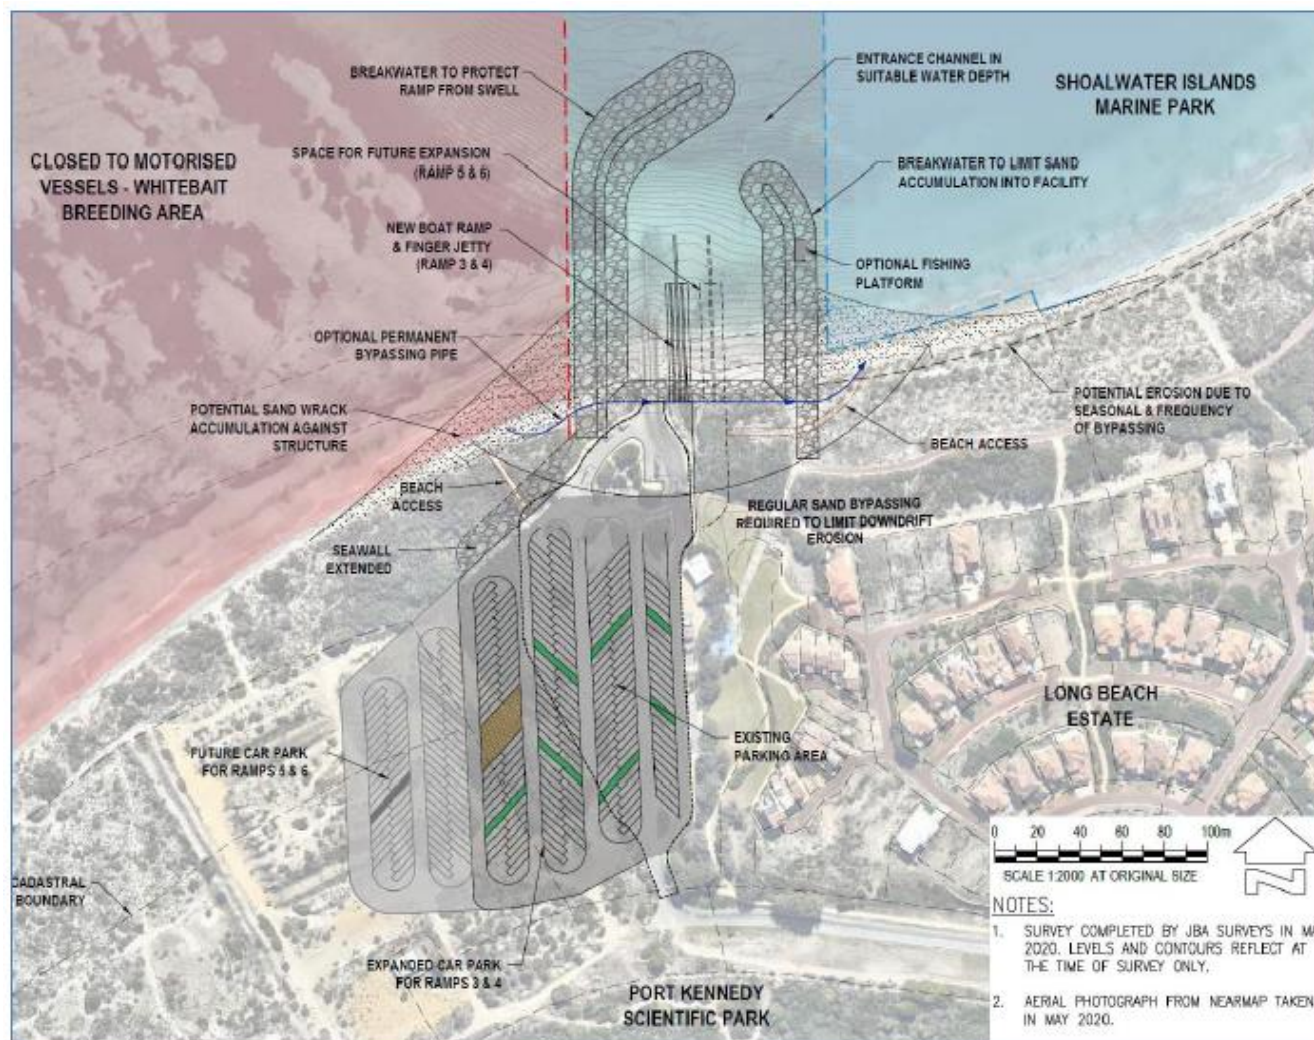 BREAKWATER TO PROTECT
RAMP FROM SWELL
ENTRANCE CHANNEL IN
SUITABLE WATER DEPTH
SHOALWATER ISLANDS
MARINE PARK
CLOSED TO MOTORISED
VESSELS - WHITEBAIT
BREEDING AREA
SPACE FOR FUTURE EXPANSION
(RAMP 5 & 6)
BREAKWATER TO LIMIT SAND
ACCUMULATION INTO FACILITY
NEW BOAT RAMP
& FINGER JETTY
(RAMP 3 & 4)
OPTIONAL FISHING
PLATFORM
OPTIONAL PERMANENT
BYPASSING PIPE
POTENTIAL SAND WRACK
ACCUMULATION AGAINST
STRUCTURE
POTENTIAL EROSION DUE TO
SEASONAL & FREQUENCY
OF BYPASSING
BEACH ACCESS
BEACH
ACCESS
REGULAR SAND BYPASSING
REQUIRED TO LIMIT DOWNDRIFT
EROSION
SEAWALL
EXTENDED
LONG BEACH
ESTATE
FUTURE CAR PARK
FOR RAMPS 5 & 6
EXISTING
PARKING AREA
CADASTRAL
BOUNDARY
EXPANDED CAR PARK
FOR RAMPS 3 & 4
PORT KENNEDY
SCIENTIFIC PARK
0 20 40 60 80 100m
SCALE 1:2000 AT ORIGINAL SIZE
NOTES:
1. SURVEY COMPLETED BY JBA SURVEYS IN MA
2020. LEVELS AND CONTOURS REFLECT AT
THE TIME OF SURVEY ONLY.
2. AERIAL PHOTOGRAPH FROM NEARMAP TAKEN
IN MAY 2020.